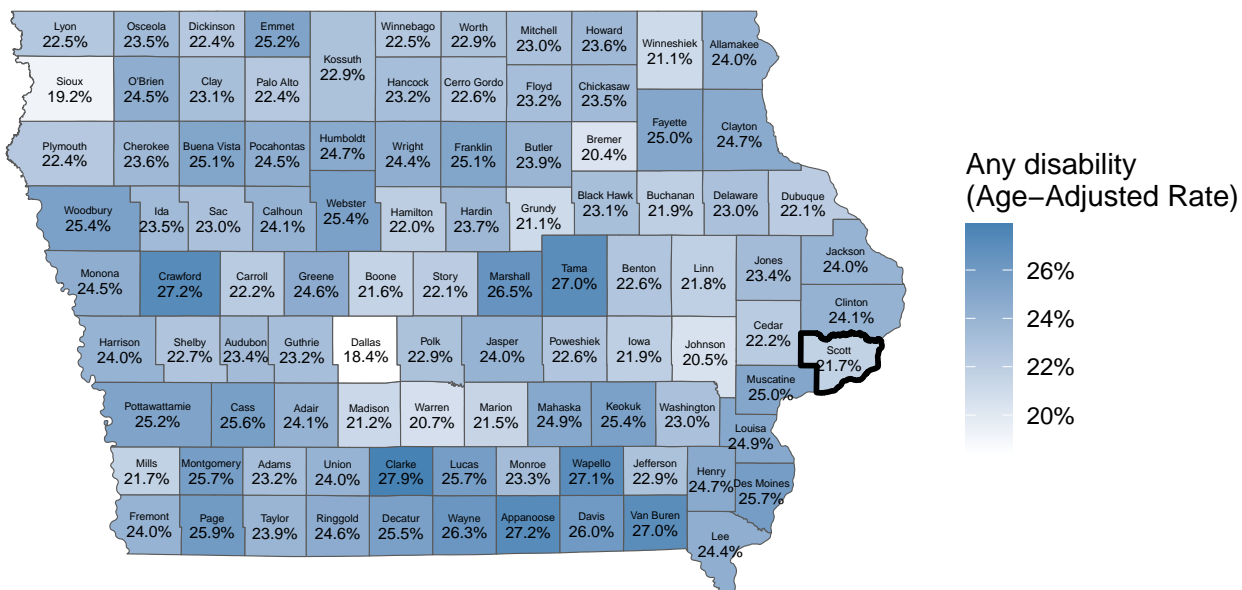 Lyon
22.5%
Osceola
23.5%
Dickinson
22.4%
Emmet
25.2%
Kossuth
22.9%
Winnebago
22.5%
Worth
22.9%
Mitchell
23.0%
Howard
23.6%
Winneshiek
21.1%
Allamakee
24.0%
Sioux
19.2%
O'Brien
24.5%
Clay
23.1%
Palo Alto
22.4%
Hancock
23.2%
Cerro Gordo
22.6%
Floyd
23.2%
Chickasaw
23.5%
Fayette
25.0%
Clayton
24.7%
Plymouth
22.4%
Cherokee
23.6%
Buena Vista
25.1%
Pocahontas
24.5%
Humboldt
24.7%
Wright
24.4%
Franklin
25.1%
Butler
23.9%
Bremer
20.4%
Woodbury
25.4%
Ida
23.5%
Sac
23.0%
Calhoun
24.1%
Webster
25.4%
Hamilton
22.0%
Hardin
23.7%
Grundy
21.1%
Black Hawk
23.1%
Buchanan
21.9%
Delaware
23.0%
Dubuque
22.1%
Monona
24.5%
Crawford
27.2%
Carroll
22.2%
Greene
24.6%
Boone
21.6%
Story
22.1%
Marshall
26.5%
Tama
27.0%
Benton
22.6%
Linn
21.8%
Jones
23.4%
Jackson
24.0%
Clinton
24.1%
Harrison
24.0%
Shelby
22.7%
Audubon
23.4%
Guthrie
23.2%
Dallas
18.4%
Polk
22.9%
Jasper
24.0%
Poweshiek
22.6%
Iowa
21.9%
Johnson
20.5%
Cedar
22.2%
Scott
21.7%
Muscatine
25.0%
Pottawattamie
25.2%
Cass
25.6%
Adair
24.1%
Madison
21.2%
Warren
20.7%
Marion
21.5%
Mahaska
24.9%
Keokuk
25.4%
Washington
23.0%
Louisa
24.9%
Mills
21.7%
Montgomery
25.7%
Adams
23.2%
Union
24.0%
Clarke
27.9%
Lucas
25.7%
Monroe
23.3%
Wapello
27.1%
Jefferson
22.9%
Henry
24.7%
Des Moines
25.7%
Fremont
24.0%
Page
25.9%
Taylor
23.9%
Ringgold
24.6%
Decatur
25.5%
Wayne
26.3%
Appanoose
27.2%
Davis
26.0%
Van Buren
27.0%
Lee
24.4%
Any disability
(Age−Adjusted Rate)
26%
24%
22%
20%